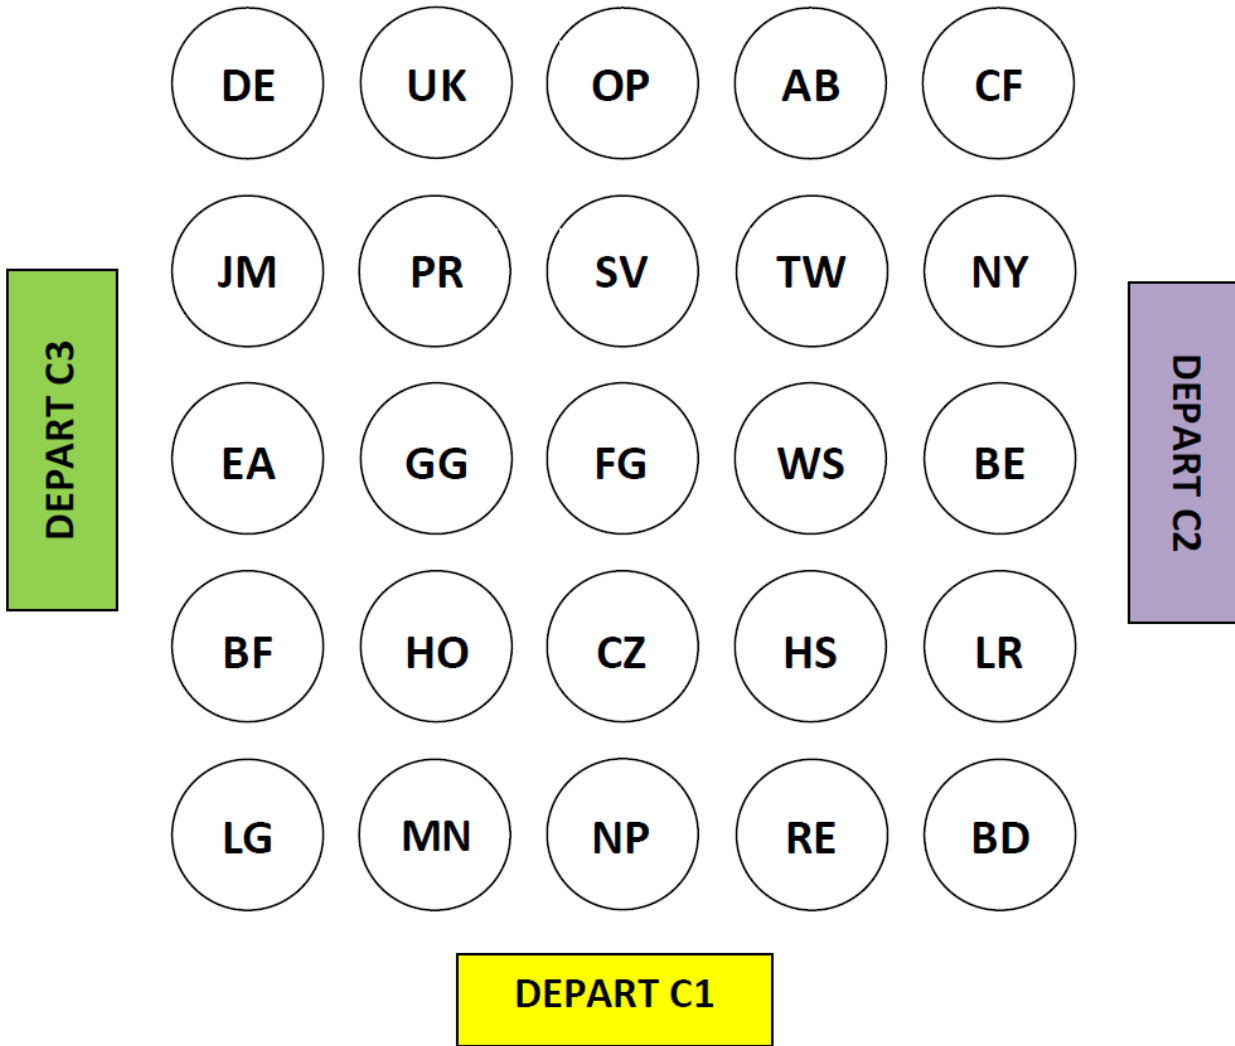 DE UK OP AB CF
JM PR SV TW NY
DEPART C3
DEPART C2
EA GG FG WS BE
BF HO CZ HS LR
LG MN NP RE BD
DEPART C1